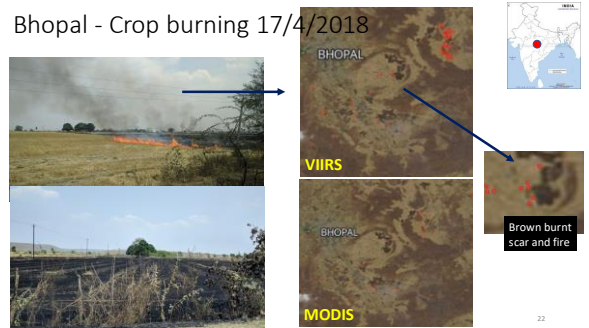 Bhopal - Crop burning 17/4/2018
INDIA
BHOPAL
VIIRS
Brown burnt
scar and fire
BHOPAL
MODIS
22